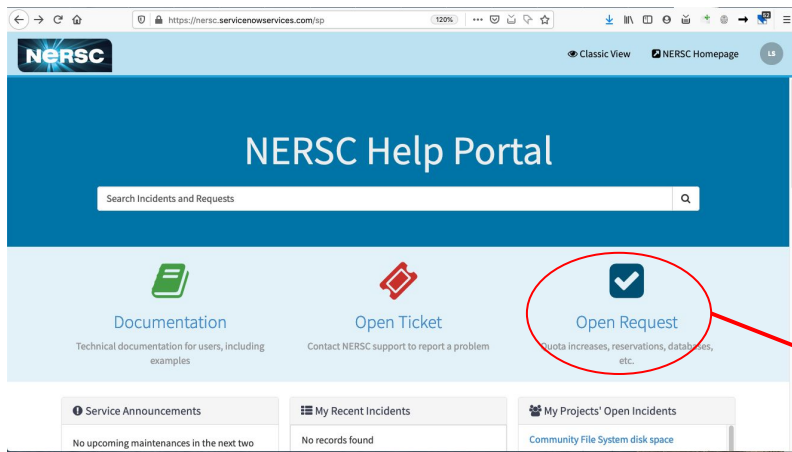 https://nersc.servicenowservices.com/sp
120%
NERSC
Classic View
NERSC Homepage
LS
NERSC Help Portal
Search Incidents and Requests
Documentation
Technical documentation for users, including
examples
Open Ticket
Contact NERSC support to report a problem
Open Request
Quota increases, reservations, databases,
etc.
Service Announcements
No upcoming maintenances in the next two
My Recent Incidents
No records found
My Projects' Open Incidents
Community File System disk space